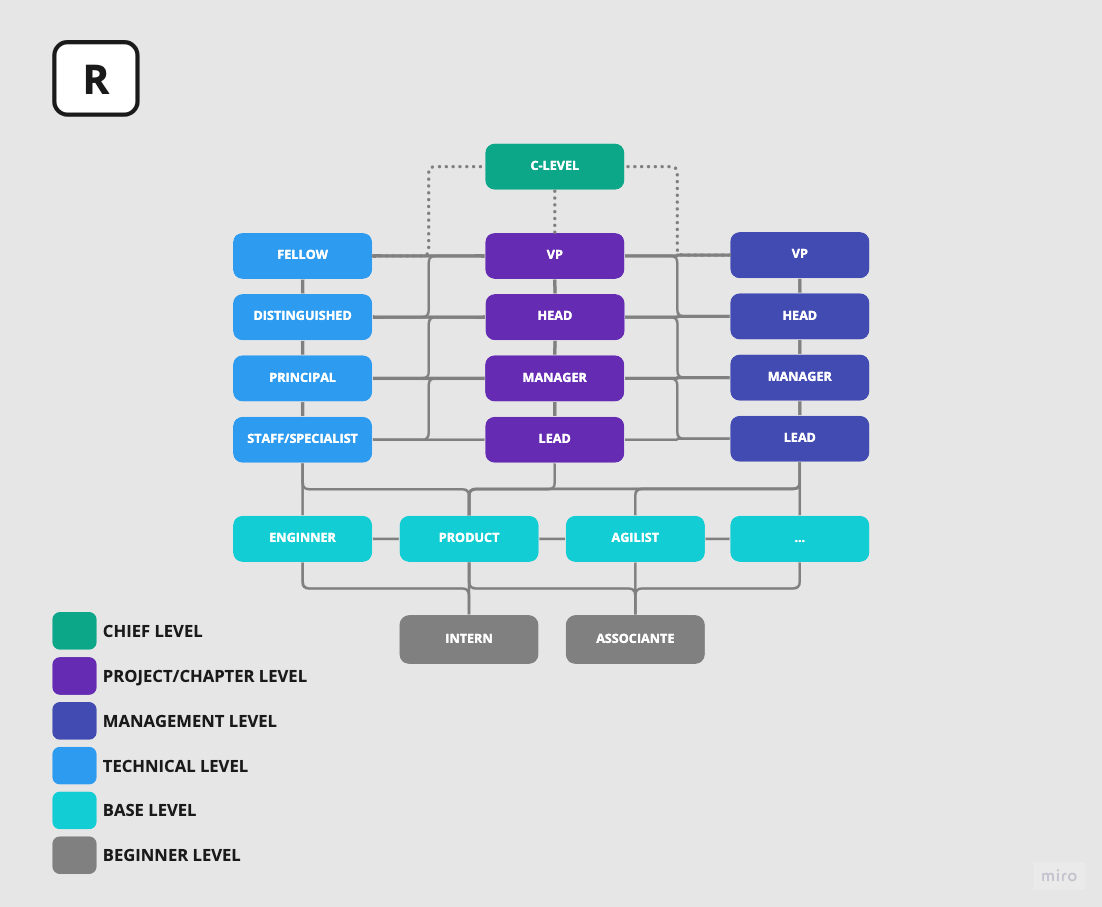 R
C-LEVEL
FELLOW
VP
VP
DISTINGUISHED
HEAD
HEAD
PRINCIPAL
MANAGER
MANAGER
STAFF/SPECIALIST
LEAD
LEAD
ENGINNER
PRODUCT
AGILIST
...
INTERN
ASSOCIANTE
CHIEF LEVEL
PROJECT/CHAPTER LEVEL
MANAGEMENT LEVEL
TECHNICAL LEVEL
BASE LEVEL
BEGINNER LEVEL
miro